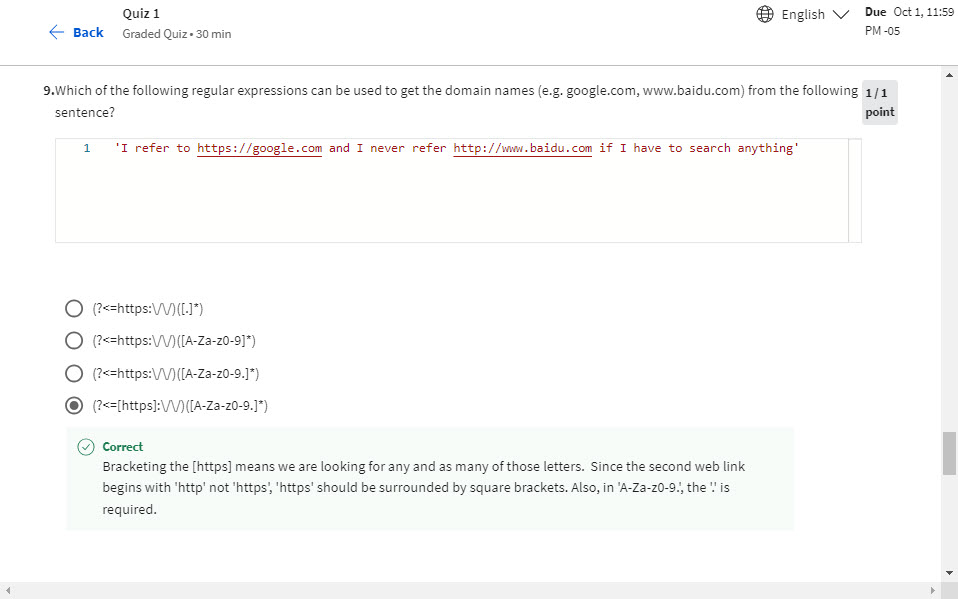 Quiz 1
English
Due Oct 1, 11:59
Back
Graded Quiz • 30 min
PM -05
9.Which of the following regular expressions can be used to get the domain names (e.g. google.com, www.baidu.com) from the following
1 / 1
sentence?
point
1 'I refer to https://google.com and I never refer http://www.baidu.com if I have to search anything'
(?<=https:\/\/)([.]*)
(?<=https:\/\/)([A-Za-z0-9]*)
(?<=https:\/\/)([A-Za-z0-9.]*)
(?<=[https]:\/\/)([A-Za-z0-9.]*)
Correct
Bracketing the [https] means we are looking for any and as many of those letters. Since the second web link
begins with 'http' not 'https', 'https' should be surrounded by square brackets. Also, in 'A-Za-z0-9.', the '.' is
required.